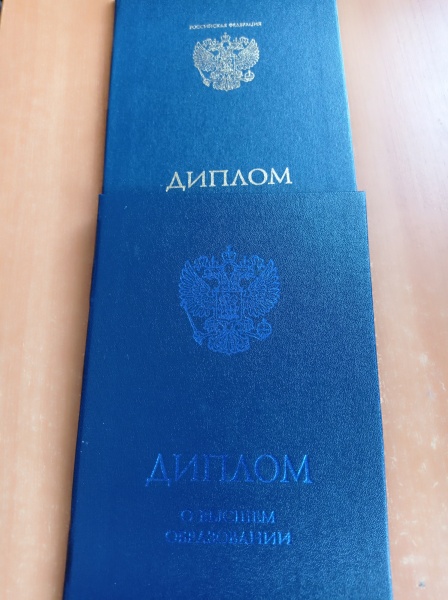 РОССИЙСКАЯ ФЕДЕРАЦИЯ
ДИПЛОМ
ДИПЛОМ
О ВЫСШЕМ
ОБРАЗОВАНИИ